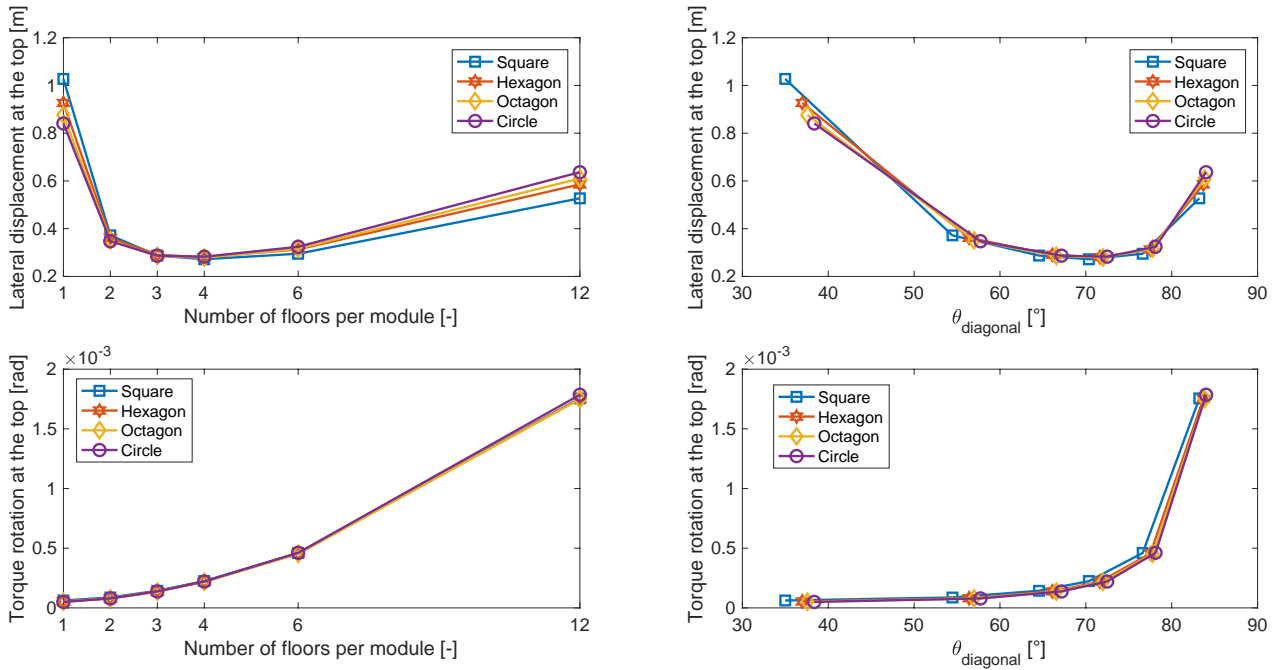 Lateral displacement at the top [m]
1.2
1
0.8
0.6
0.4
0.2
Square
Hexagon
Octagon
Circle
1 2 3 4 6 12
Number of floors per module [-]
Lateral displacement at the top [m]
1.2
1
0.8
0.6
0.4
0.2
Square
Hexagon
Octagon
Circle
30 40 50 60 70 80 90
θdiagonal [°]
Torque rotation at the top [rad]
×10-3
2
1.5
1
0.5
0
Square
Hexagon
Octagon
Circle
1 2 3 4 6 12
Number of floors per module [-]
Torque rotation at the top [rad]
×10-3
2
1.5
1
0.5
0
Square
Hexagon
Octagon
Circle
30 40 50 60 70 80 90
θdiagonal [°]